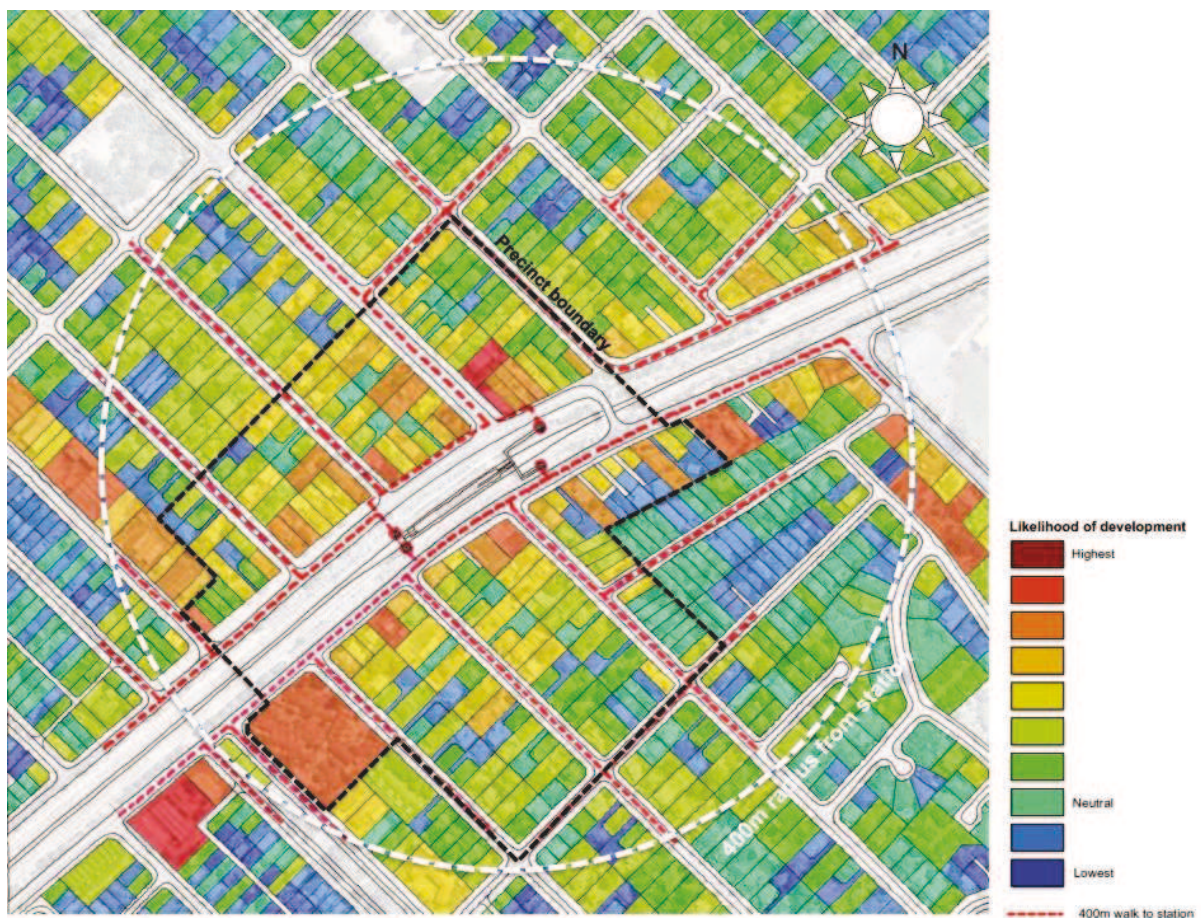 N
Precinct boundary
400m radius from station
Likelihood of development
Highest
Neutral
Lowest
400m walk to station